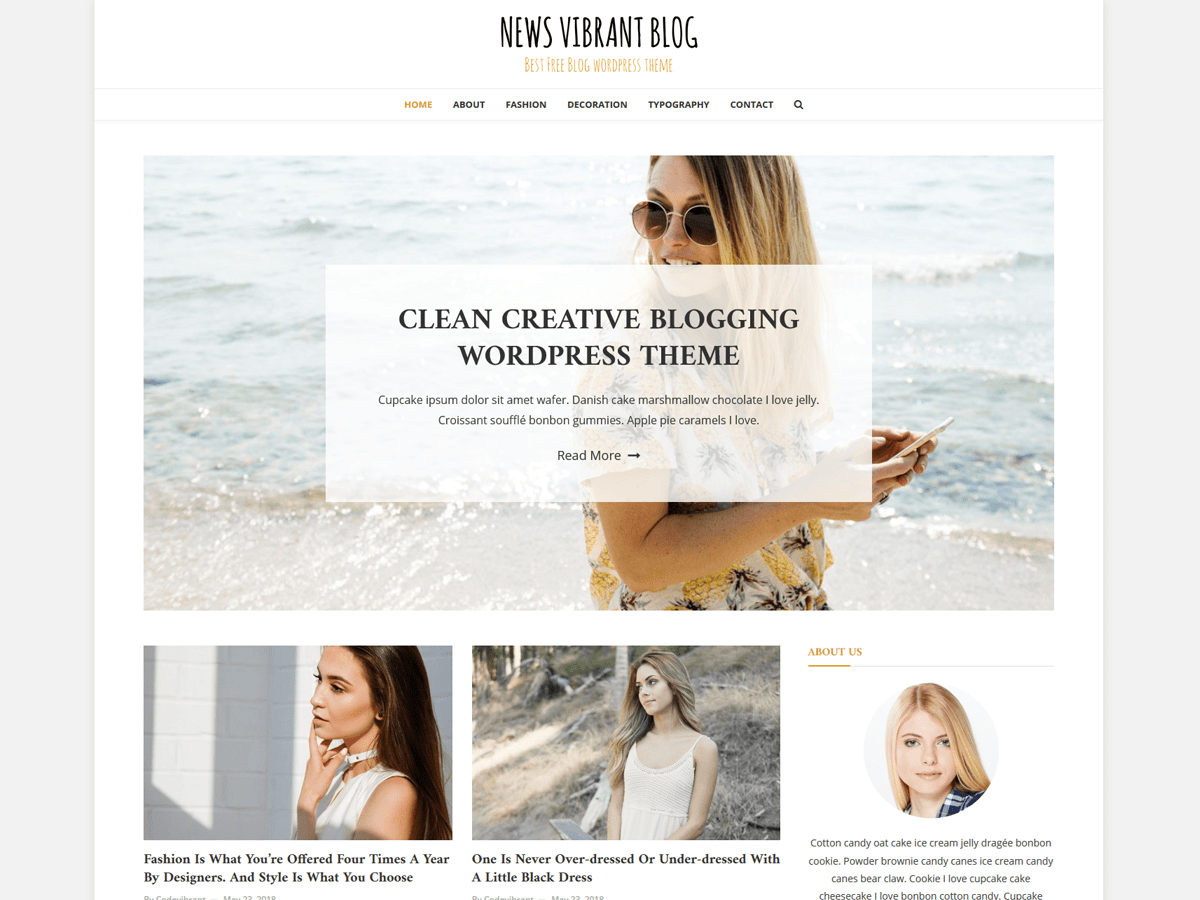 NEWS VIBRANT BLOG
BEST FREE BLOG WORDPRESS THEME
HOME ABOUT FASHION DECORATION TYPOGRAPHY CONTACT
CLEAN CREATIVE BLOGGING
WORDPRESS THEME
Cupcake ipsum dolor sit amet wafer. Danish cake marshmallow chocolate I love jelly.
Croissant soufflé bonbon gummies. Apple pie caramels I love.
Read More →
Fashion Is What You’re Offered Four Times A Year
By Designers. And Style Is What You Choose
By Codevibrant — May 23, 2018
One Is Never Over-dressed Or Under-dressed With
A Little Black Dress
By Codevibrant — May 23, 2018
ABOUT US
Cotton candy oat cake ice cream jelly dragée bonbon
cookie. Powder brownie candy canes ice cream candy
canes bear claw. Cookie I love cupcake cake
cheesecake I love bonbon cotton candy. Cupcake